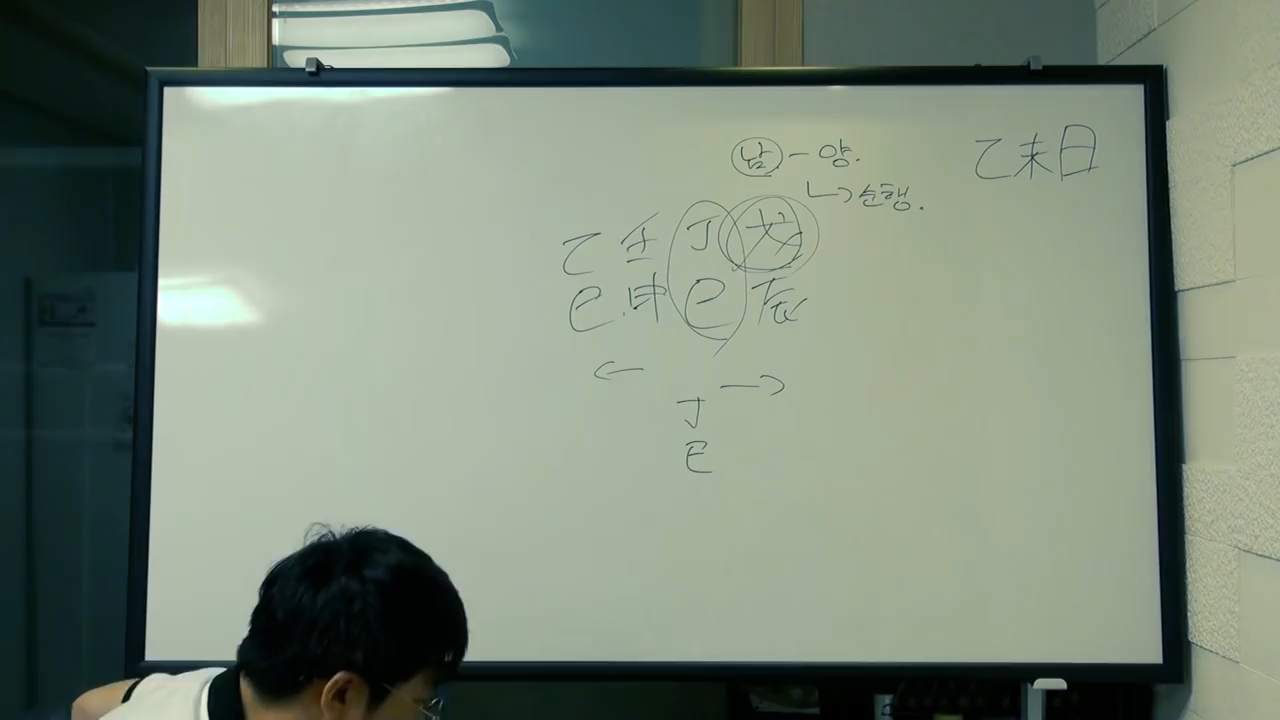 남 - 양.
乙未日
↳ 순행.
乙 壬 丁 戊
巳 申 巳 辰
← →
丁
巳